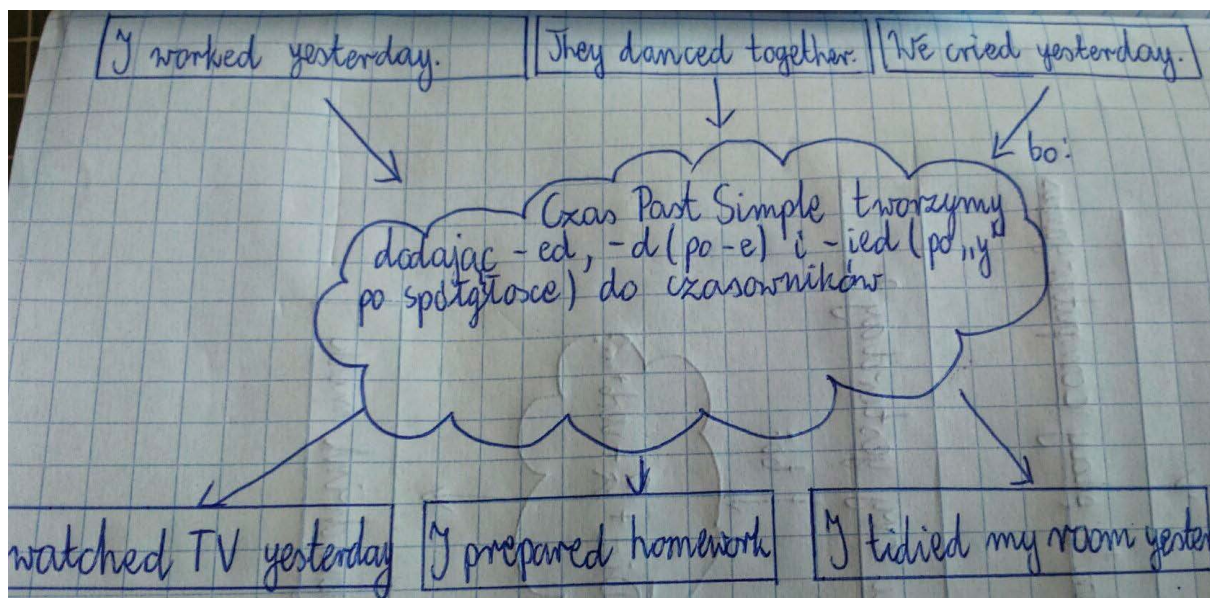 I worked yesterday.
They danced together.
We cried yesterday.
bo:
Czas Past Simple tworzymy
dodając -ed, -d (po -e) i -ied (po „y"
po spółgłosce) do czasowników
watched TV yesterday
I prepared homework
I tidied my room yester